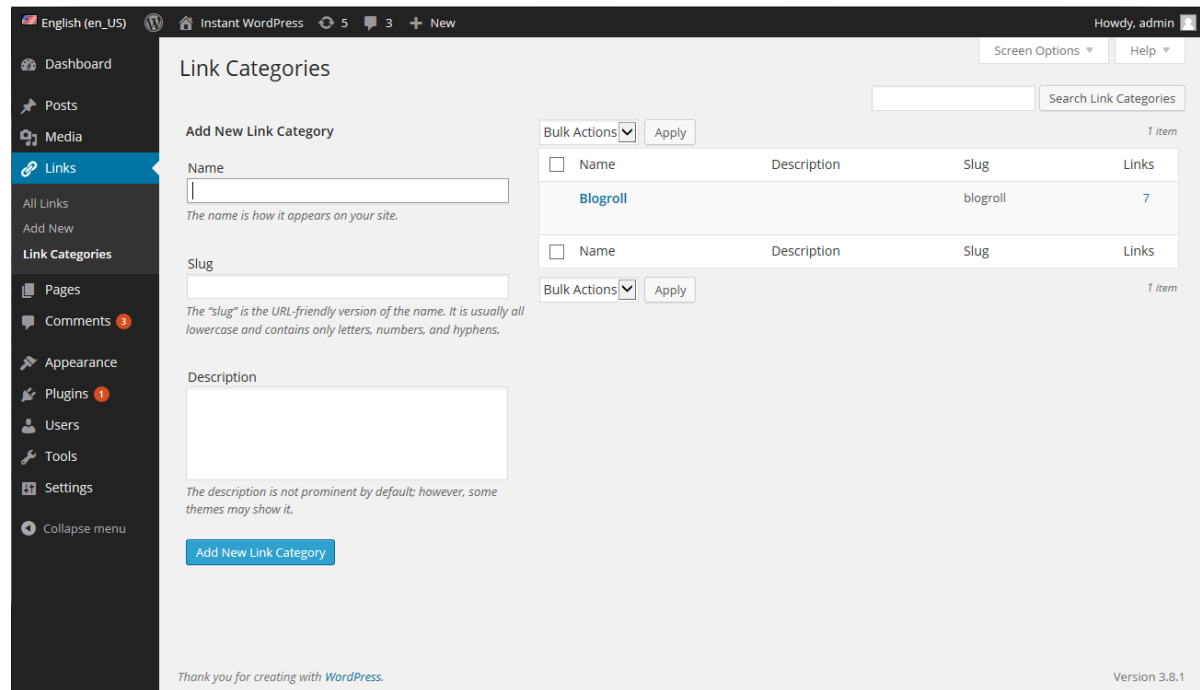 English (en_US) Instant WordPress 5 3 New Howdy, admin
Dashboard
Posts
Media
Links
All Links
Add New
Link Categories
Pages
Comments 3
Appearance
Plugins 1
Users
Tools
Settings
Collapse menu
Screen Options Help
Link Categories
Search Link Categories
Add New Link Category
Name
The name is how it appears on your site.
Slug
The “slug” is the URL-friendly version of the name. It is usually all
lowercase and contains only letters, numbers, and hyphens.
Description
The description is not prominent by default; however, some
themes may show it.
Add New Link Category
Bulk Actions Apply 1 item
Name Description Slug Links
Blogroll blogroll 7
Name Description Slug Links
Bulk Actions Apply 1 item
Thank you for creating with WordPress. Version 3.8.1